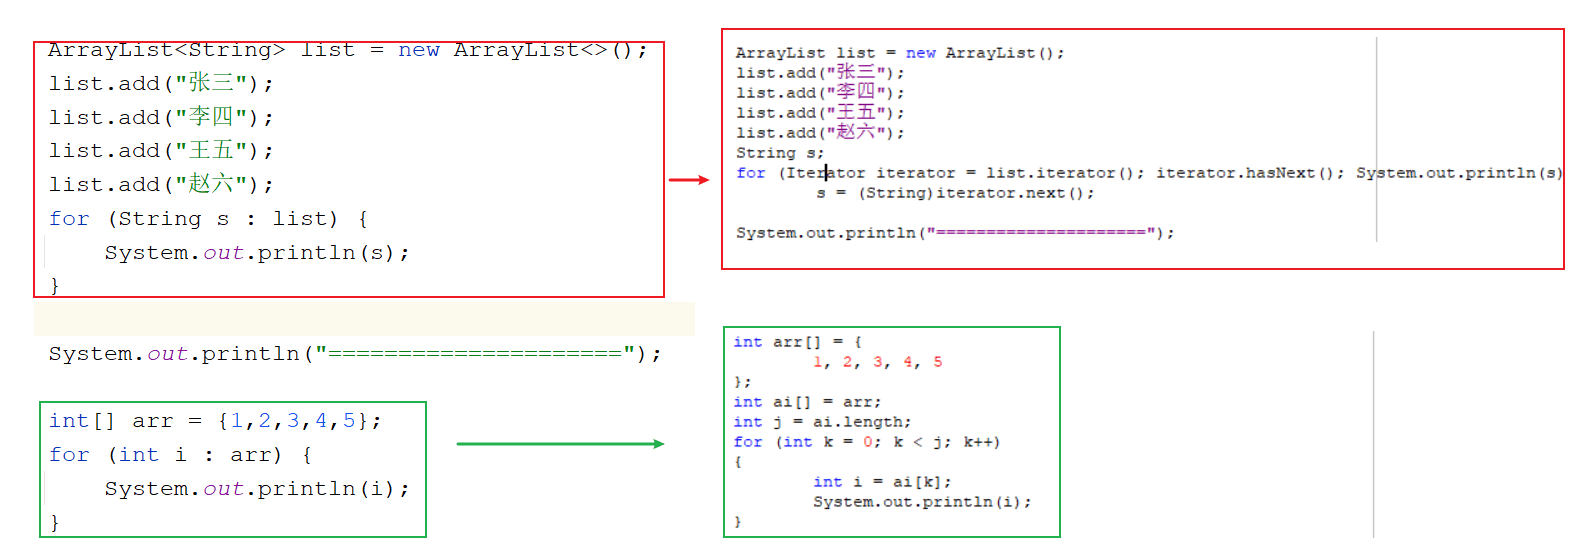 ArrayList<String> list = new ArrayList<>();
list.add("张三");
list.add("李四");
list.add("王五");
list.add("赵六");
for (String s : list) {
    System.out.println(s);
}
System.out.println("=====================");
int[] arr = {1,2,3,4,5};
for (int i : arr) {
    System.out.println(i);
}
ArrayList list = new ArrayList();
list.add("张三");
list.add("李四");
list.add("王五");
list.add("赵六");
String s;
for (Iterator iterator = list.iterator(); iterator.hasNext(); System.out.println(s)
        s = (String)iterator.next();
System.out.println("=====================");
int arr[] = {
        1, 2, 3, 4, 5
};
int ai[] = arr;
int j = ai.length;
for (int k = 0; k < j; k++)
{
        int i = ai[k];
        System.out.println(i);
}